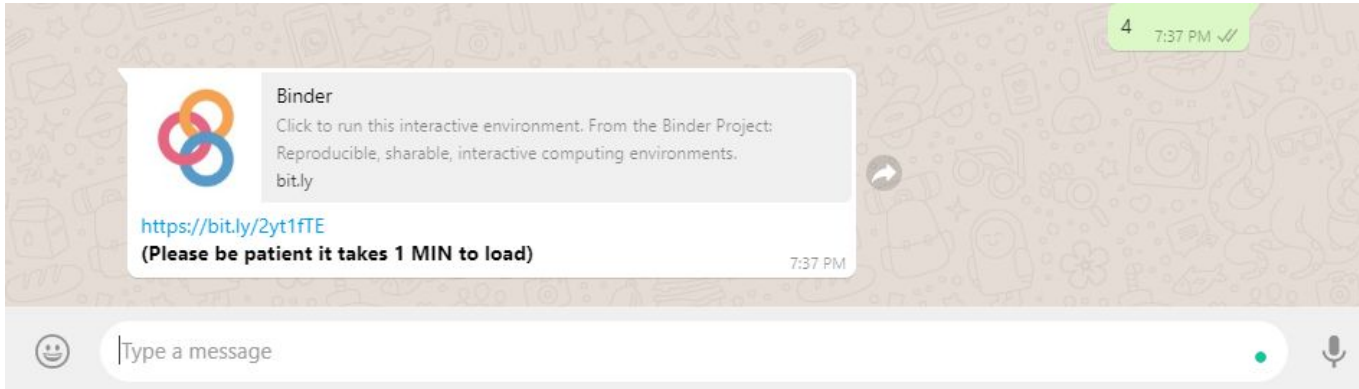 4 7:37 PM
Binder
Click to run this interactive environment. From the Binder Project:
Reproducible, sharable, interactive computing environments.
bit.ly
https://bit.ly/2yt1fTE
(Please be patient it takes 1 MIN to load)
7:37 PM
Type a message